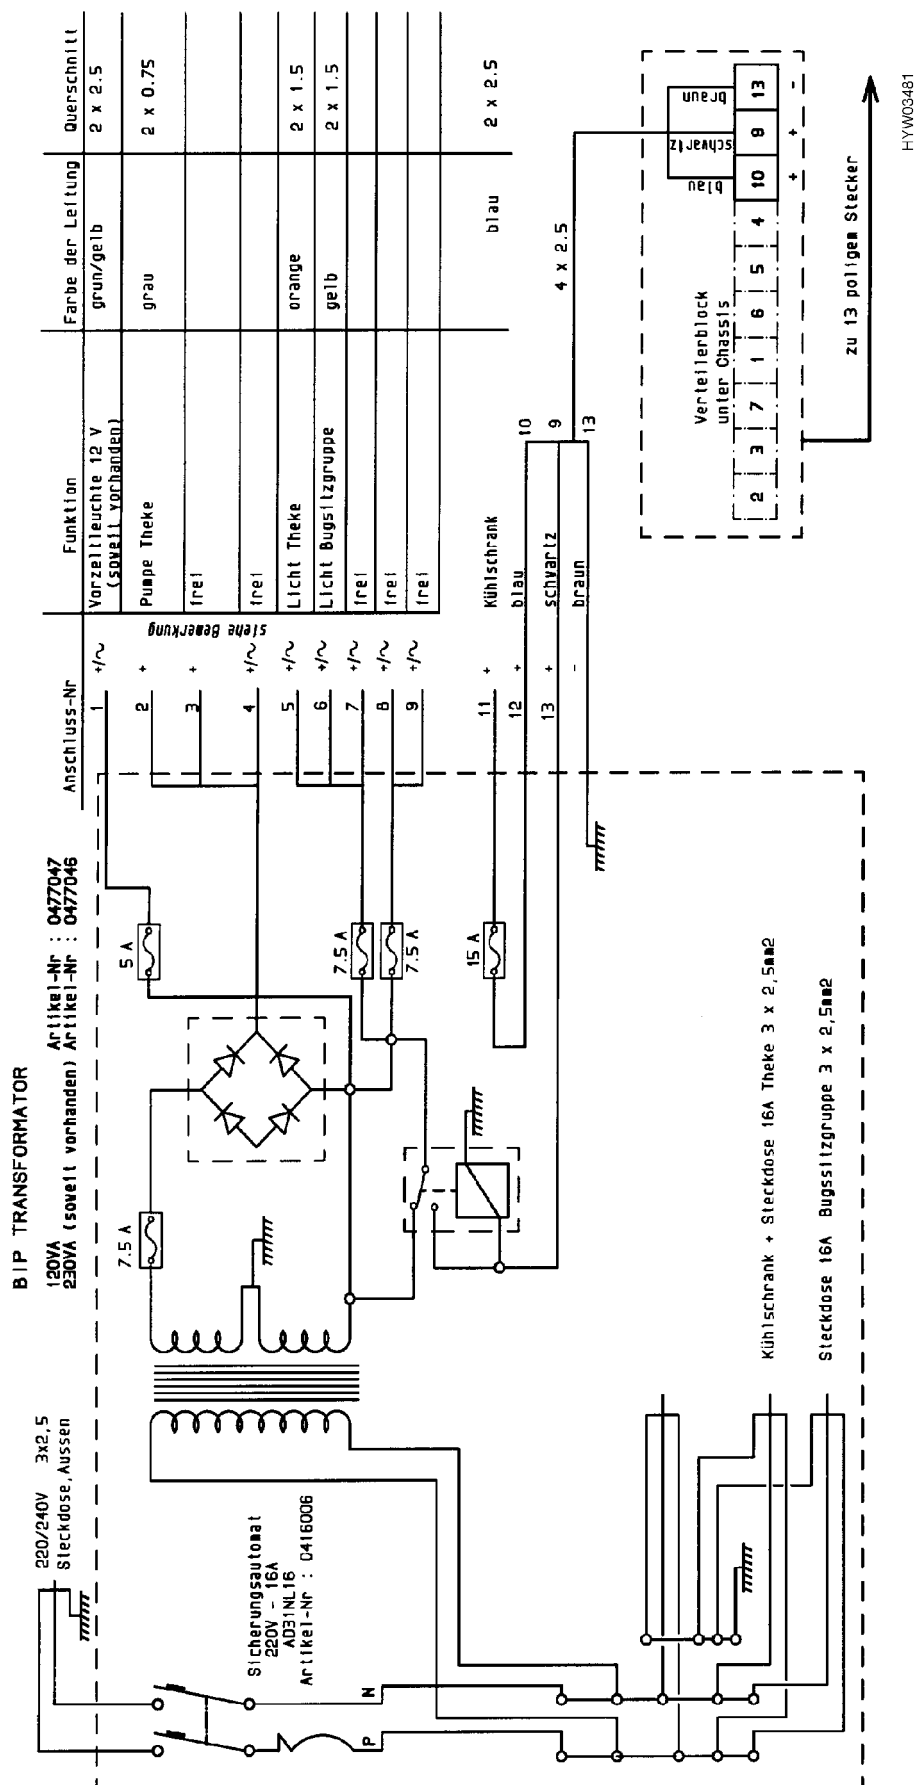 BIP TRANSFORMATOR
120VA Artikel-Nr : 0477047
230VA (soweit vorhanden) Artikel-Nr : 0477046
220/240V 3x2,5
Steckdose,Aussen
Sicherungsautomat
220V - 16A
AD31NL16
Artikel-Nr : 0416006
P
N
7.5 A
5 A
7.5 A
7.5 A
15 A
Kühlschrank + Steckdose 16A Theke 3 x 2,5mm2
Steckdose 16A Bugssitzgruppe 3 x 2,5mm2
Anschluss-Nr Funktion Farbe der Leitung Querschnitt
1 +/~ Vorzeltleuchte 12 V grun/gelb 2 x 2.5
(soweit vorhanden)
2 + Pumpe Theke grau 2 x 0.75
3 + frei
4 +/~ frei
siehe Bemerkung
5 +/~ Licht Theke orange 2 x 1.5
6 +/~ Licht Bugsitzgruppe gelb 2 x 1.5
7 +/~ frei
8 +/~ frei
9 +/~ frei
11 + Kühlschrank blau 2 x 2.5
12 + blau 10
13 + schvartz 9
- braun 13
4 x 2.5
Verteilerblock
unter Chassis
blau
schvartz
braun
2 3 7 1 6 5 4 10 9 13
+ + -
zu 13 poligem Stecker
HYW03481